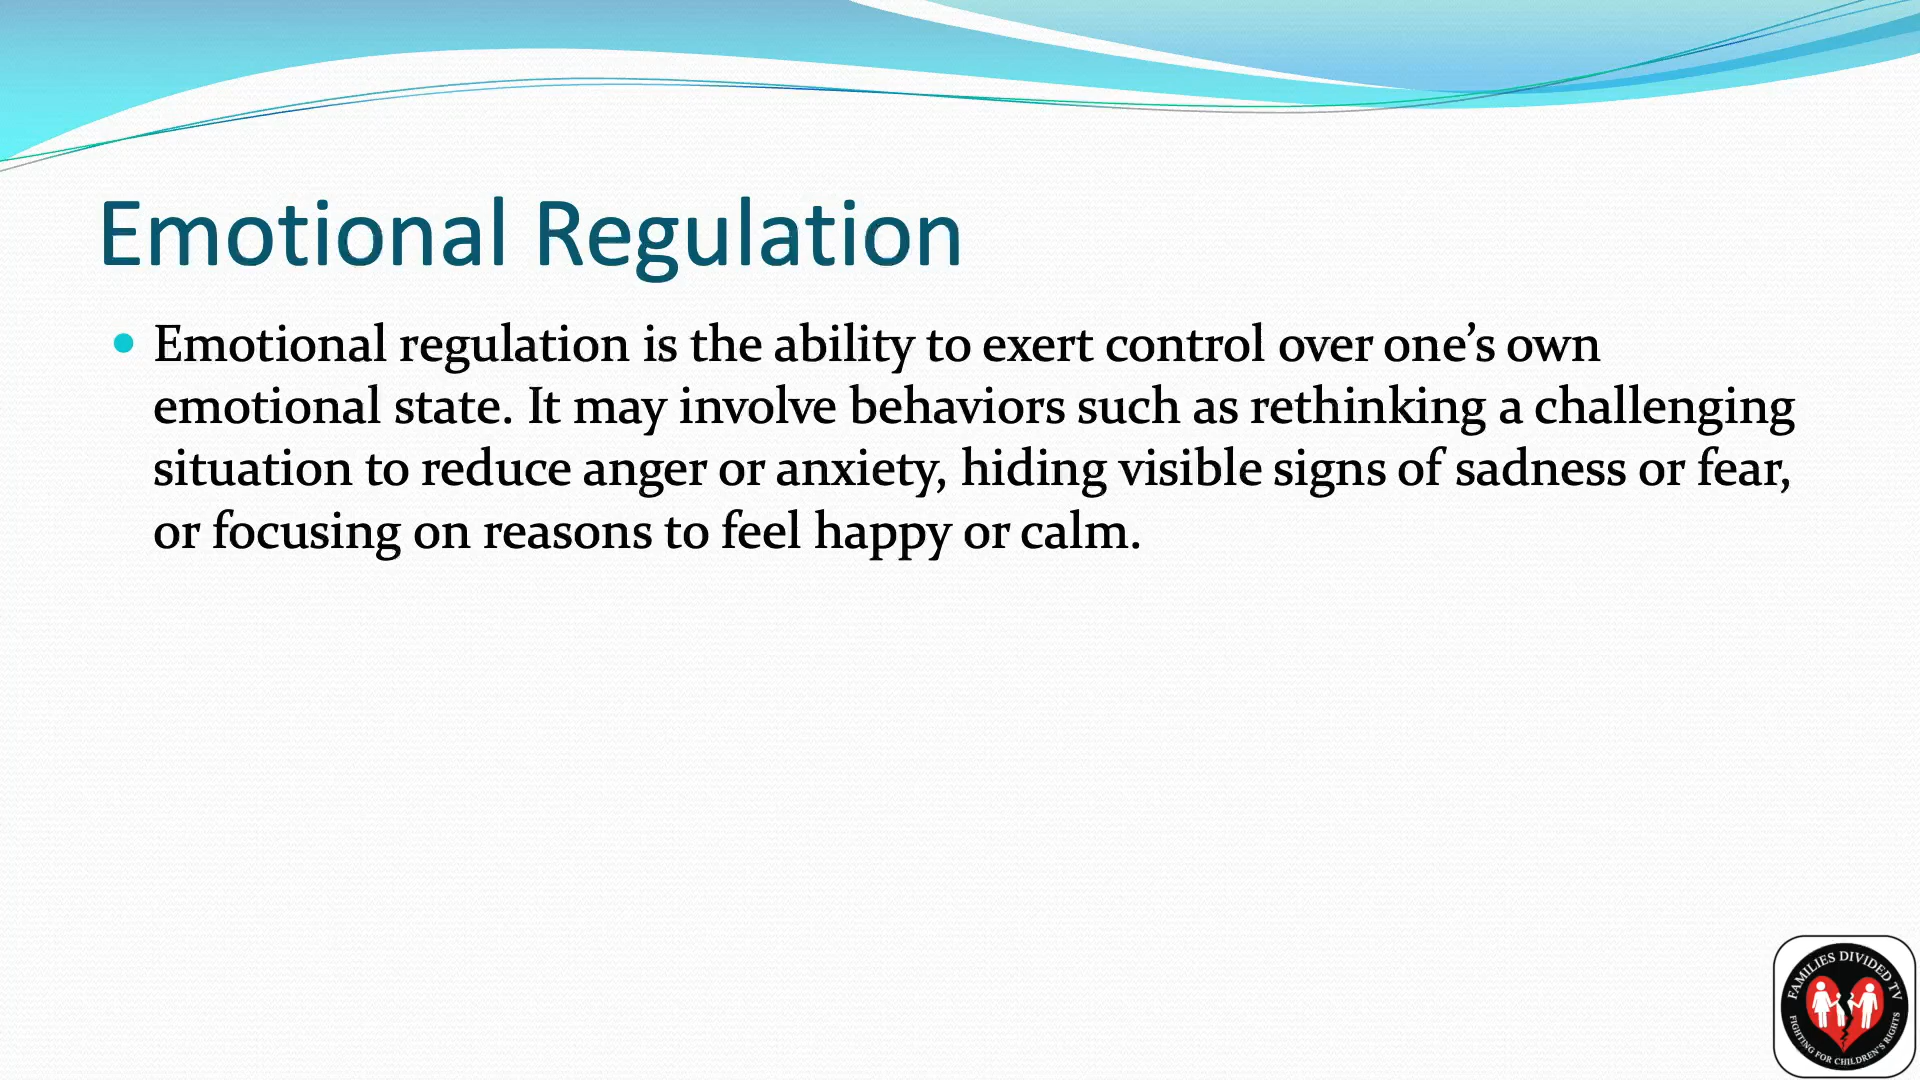 Emotional Regulation
Emotional regulation is the ability to exert control over one’s own
emotional state. It may involve behaviors such as rethinking a challenging
situation to reduce anger or anxiety, hiding visible signs of sadness or fear,
or focusing on reasons to feel happy or calm.
FAMILIES DIVIDED TV
FIGHTING FOR CHILDREN'S RIGHTS